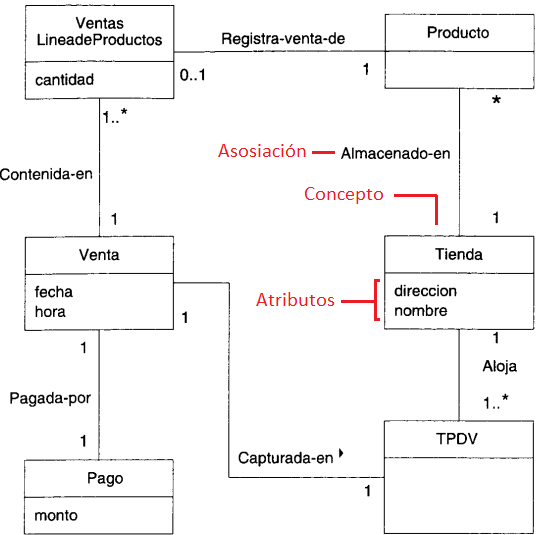 Ventas
LineadeProductos
cantidad
Registra-venta-de
0..1
1
Producto
1..*
*
Asosiación
Almacenado-en
Contenida-en
Concepto
1
1
Venta
fecha
hora
Atributos
Tienda
direccion
nombre
1
1
1
Aloja
Pagada-por
1..*
1
Capturada-en
1
TPDV
Pago
monto